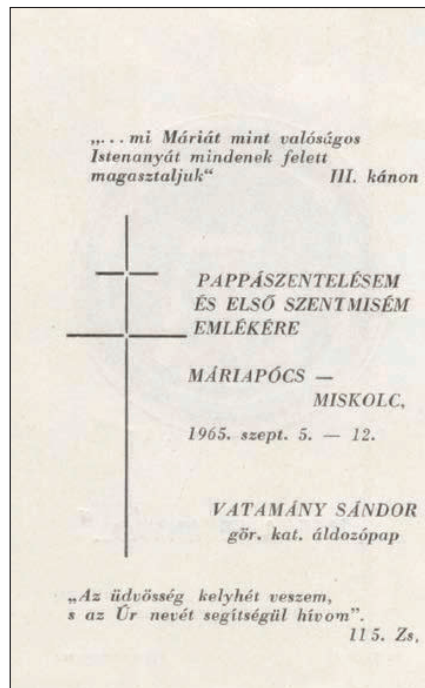 „... mi Máriát mint valóságos
Istenanyát mindenek felett
magasztaljuk“ III. kánon
PAPPÁSZENTELÉSEM
ÉS ELSŐ SZENTMISÉM
EMLÉKÉRE
MÁRIAPÓCS —
MISKOLC,
1965. szept. 5. — 12.
VATAMÁNY SÁNDOR
gör. kat. áldozópap
„Az üdvösség kelyhét veszem,
s az Úr nevét segítségül hívom”.
115. Zs,